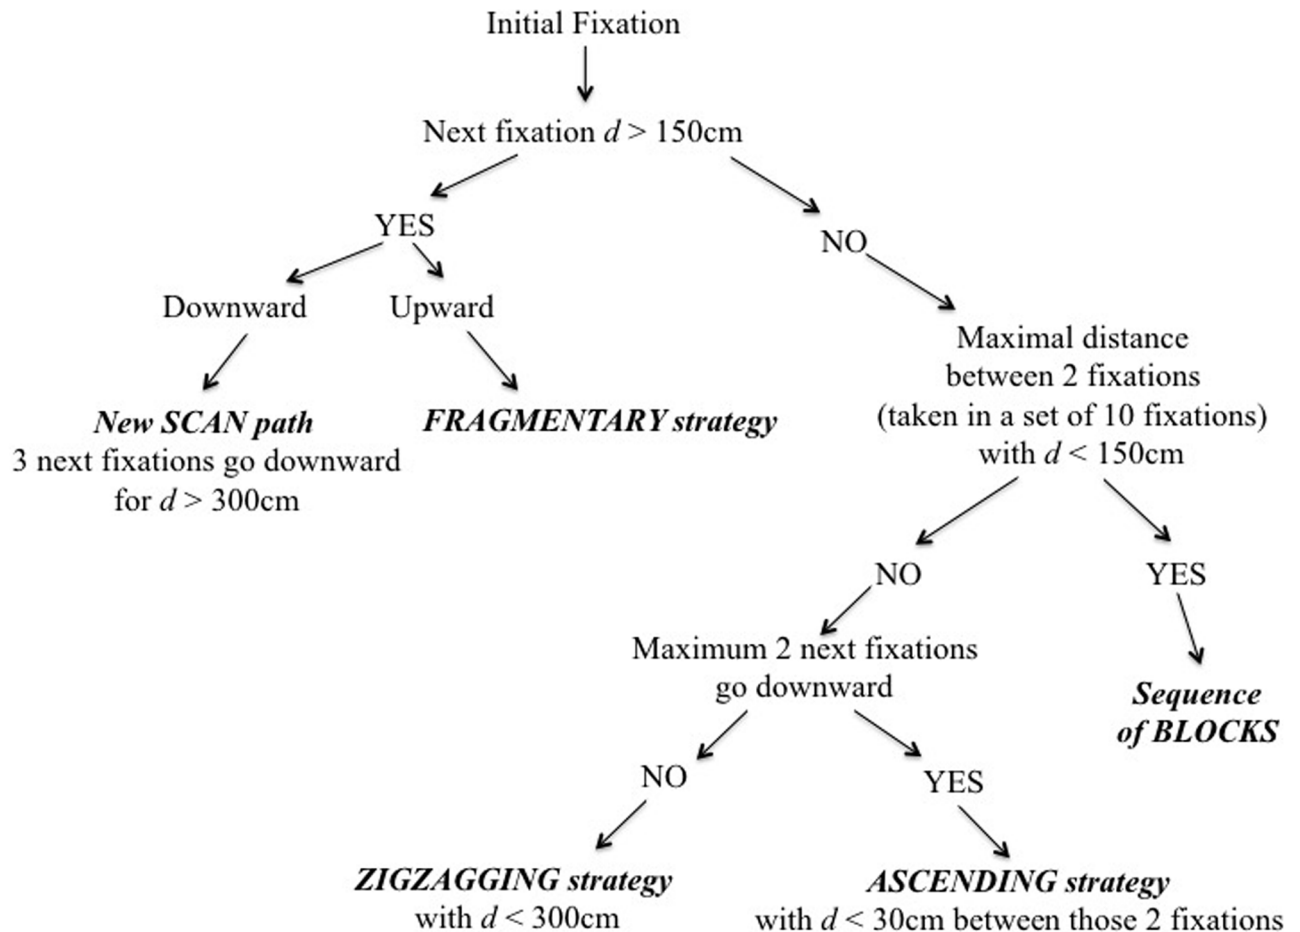 Initial Fixation
Next fixation d > 150cm
YES
NO
Downward
Upward
Maximal distance
between 2 fixations
(taken in a set of 10 fixations)
with d < 150cm
New SCAN path
3 next fixations go downward
for d > 300cm
FRAGMENTARY strategy
NO
YES
Maximum 2 next fixations
go downward
Sequence
of BLOCKS
NO
YES
ZIGZAGGING strategy
with d < 300cm
ASCENDING strategy
with d < 30cm between those 2 fixations